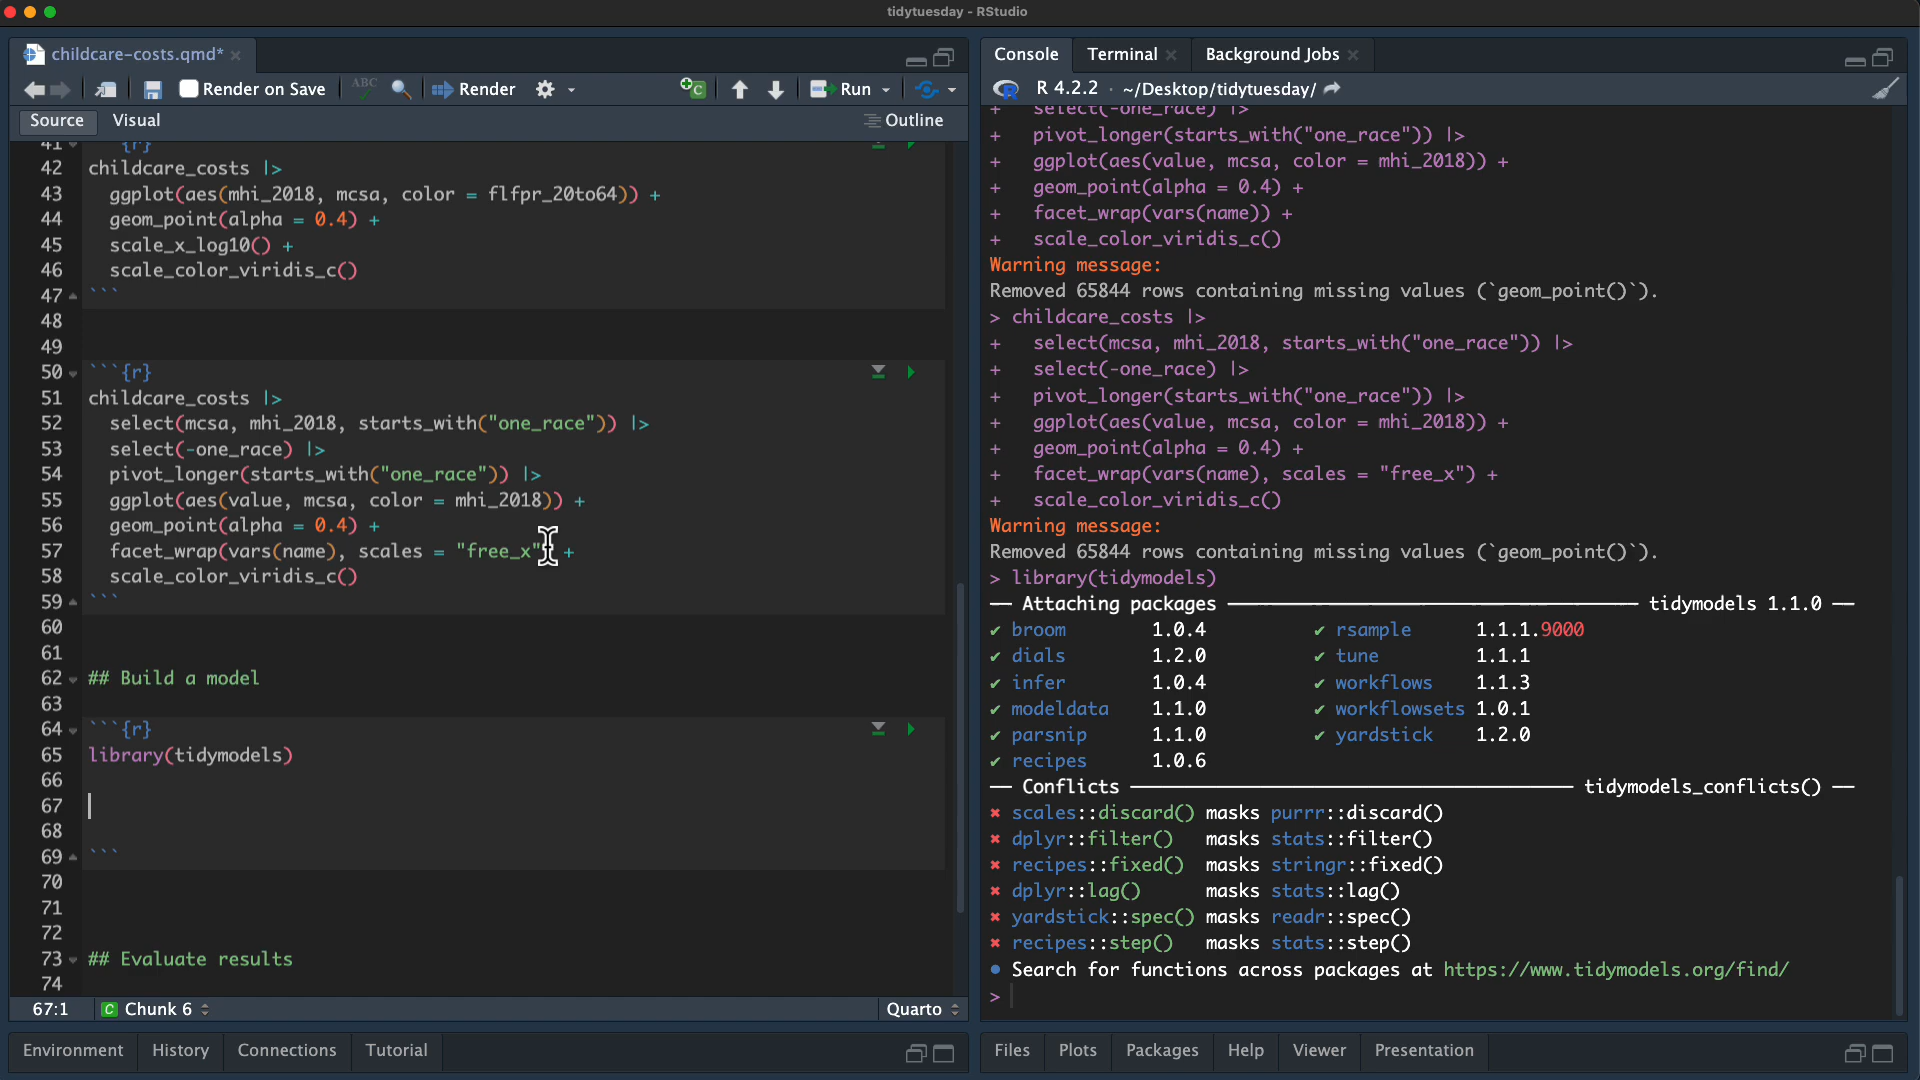 tidytuesday - RStudio
childcare-costs.qmd*
Render on Save
ABC
Render
Run
Source
Visual
Outline
41 {r}
42 childcare_costs |>
43 ggplot(aes(mhi_2018, mcsa, color = flfpr_20to64)) +
44 geom_point(alpha = 0.4) +
45 scale_x_log10() +
46 scale_color_viridis_c()
47 ```
48
49
50 ```{r}
51 childcare_costs |>
52 select(mcsa, mhi_2018, starts_with("one_race")) |>
53 select(-one_race) |>
54 pivot_longer(starts_with("one_race")) |>
55 ggplot(aes(value, mcsa, color = mhi_2018)) +
56 geom_point(alpha = 0.4) +
57 facet_wrap(vars(name), scales = "free_x" +
58 scale_color_viridis_c()
59 ```
60
61
62 ## Build a model
63
64 ```{r}
65 library(tidymodels)
66
67
68
69 ```
70
71
72
73 ## Evaluate results
74
67:1
C Chunk 6
Quarto
Environment
History
Connections
Tutorial
Console
Terminal
Background Jobs
R 4.2.2 · ~/Desktop/tidytuesday/
+ select(-one_race) |>
+ pivot_longer(starts_with("one_race")) |>
+ ggplot(aes(value, mcsa, color = mhi_2018)) +
+ geom_point(alpha = 0.4) +
+ facet_wrap(vars(name)) +
+ scale_color_viridis_c()
Warning message:
Removed 65844 rows containing missing values (`geom_point()`).
> childcare_costs |>
+ select(mcsa, mhi_2018, starts_with("one_race")) |>
+ select(-one_race) |>
+ pivot_longer(starts_with("one_race")) |>
+ ggplot(aes(value, mcsa, color = mhi_2018)) +
+ geom_point(alpha = 0.4) +
+ facet_wrap(vars(name), scales = "free_x") +
+ scale_color_viridis_c()
Warning message:
Removed 65844 rows containing missing values (`geom_point()`).
> library(tidymodels)
── Attaching packages ── tidymodels 1.1.0 ──
✔ broom 1.0.4 ✔ rsample 1.1.1.9000
✔ dials 1.2.0 ✔ tune 1.1.1
✔ infer 1.0.4 ✔ workflows 1.1.3
✔ modeldata 1.1.0 ✔ workflowsets 1.0.1
✔ parsnip 1.1.0 ✔ yardstick 1.2.0
✔ recipes 1.0.6
── Conflicts ── tidymodels_conflicts() ──
✖ scales::discard() masks purrr::discard()
✖ dplyr::filter() masks stats::filter()
✖ recipes::fixed() masks stringr::fixed()
✖ dplyr::lag() masks stats::lag()
✖ yardstick::spec() masks readr::spec()
✖ recipes::step() masks stats::step()
• Search for functions across packages at https://www.tidymodels.org/find/
>
Files
Plots
Packages
Help
Viewer
Presentation